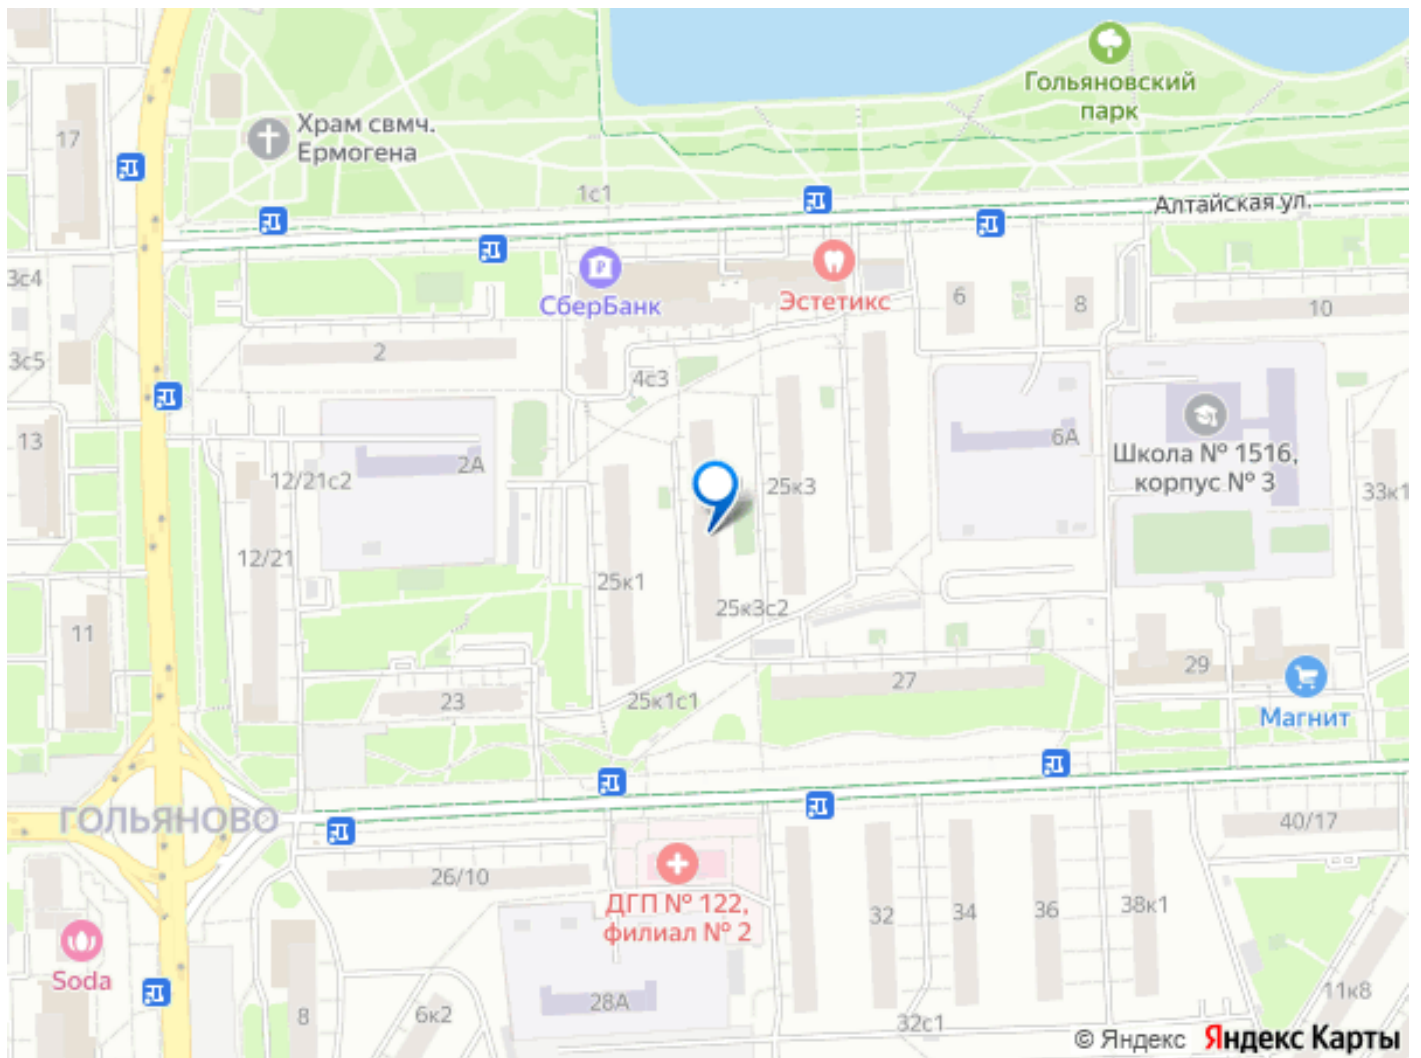 Гольяновский
парк
Храм свмч.
Ермогена
17
1с1
Алтайская ул.
3с4
СберБанк
Эстетикс
6
8
10
3с5
2
4с3
13
2А
12/21с2
25к3
6А
Школа № 1516,
корпус № 3
33к1
12/21
25к1
25к3с2
11
23
25к1с1
27
29
Магнит
ГОЛЬЯНОВО
40/17
26/10
ДГП № 122,
филиал № 2
32
34
36
38к1
Soda
28А
8
6к2
32с1
11к8
© Яндекс Яндекс Карты